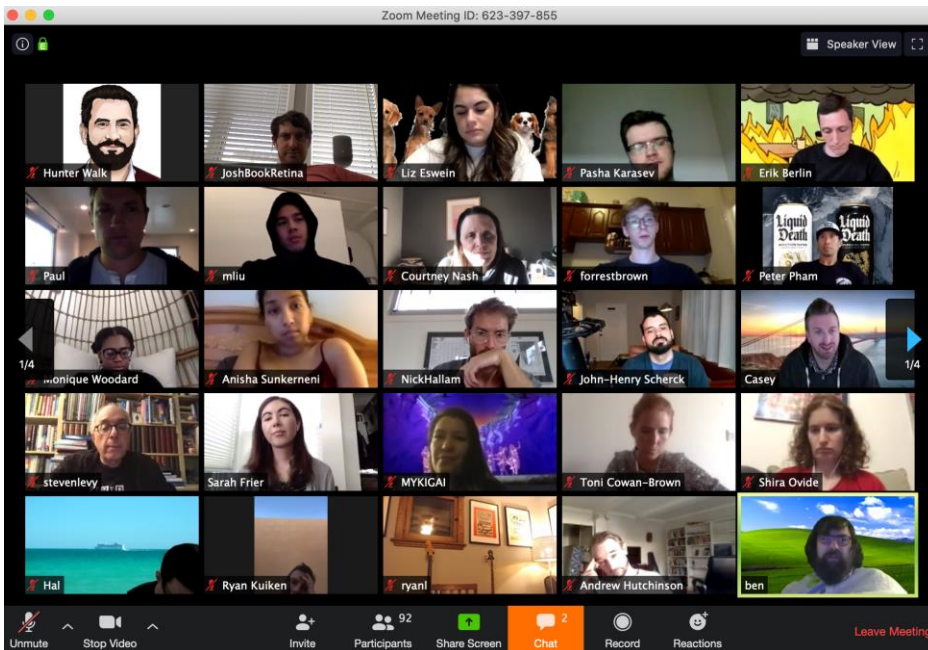 Zoom Meeting ID: 623-397-855
Speaker View
Hunter Walk
JoshBookRetina
Liz Eswein
Pasha Karasev
Erik Berlin
Paul
mliu
Courtney Nash
forrestbrown
Liquid Death
Liquid Death
Peter Pham
1/4
Monique Woodard
Anisha Sunkerneni
NickHallam
John-Henry Scherck
Casey
1/4
stevenlevy
Sarah Frier
MYKIGAI
Toni Cowan-Brown
Shira Ovide
Hal
Ryan Kuiken
ryanl
Andrew Hutchinson
ben
Unmute
Stop Video
Invite
92
Participants
Share Screen
2
Chat
Record
Reactions
Leave Meeting